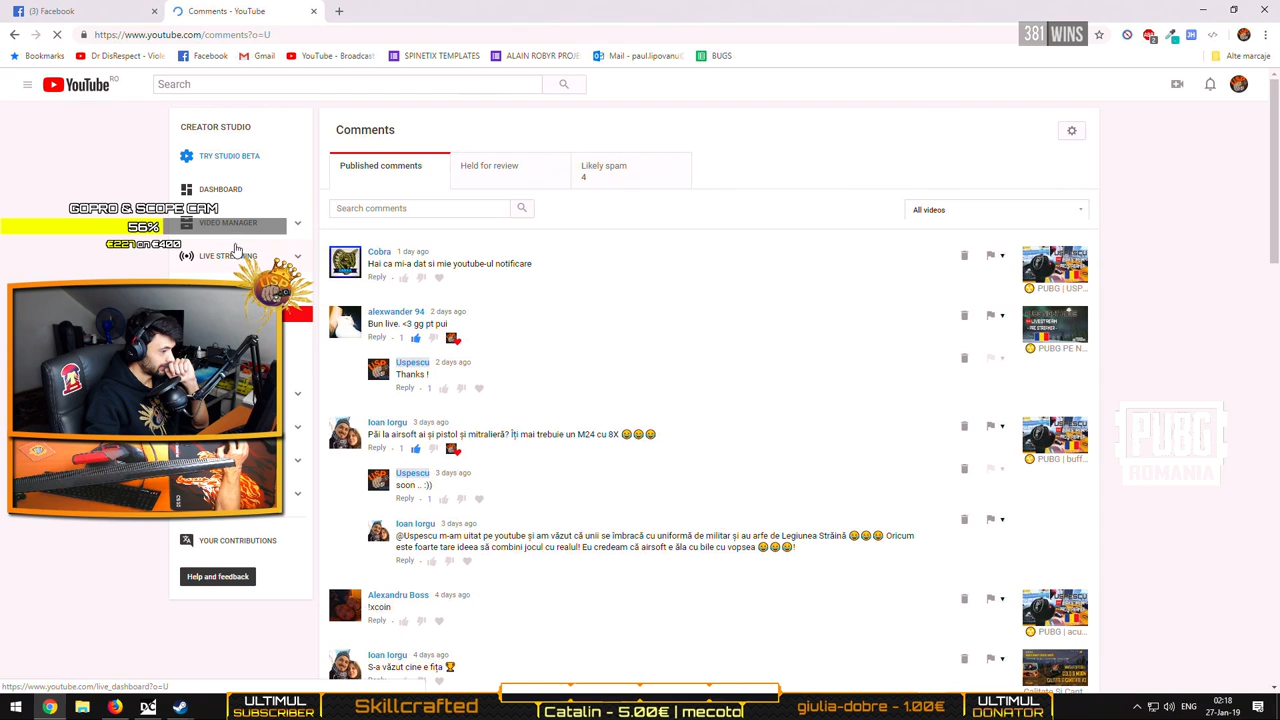 (3) Facebook
Comments - YouTube
https://www.youtube.com/comments?o=U
381 WINS
Bookmarks
Dr DisRespect - Viole
Facebook
Gmail
YouTube - Broadcast
SPINETIX TEMPLATES
ALAIN ROBYR PROJE
Mail - paul.lipovanu
BUGS
Alte marcaje
YouTube RO
Search
CREATOR STUDIO
TRY STUDIO BETA
DASHBOARD
VIDEO MANAGER
LIVE STREAMING
YOUR CONTRIBUTIONS
Help and feedback
GOPRO & SCOPE CAM
56%
€227 on €400
USP
Comments
Published comments
Held for review
Likely spam
4
Search comments
All videos
Cobra 1 day ago
Hai ca mi-a dat si mie youtube-ul notificare
Reply
PUBG | USP...
alexwander 94 2 days ago
Bun live. <3 gg pt pui
Reply 1
PUBG PE N...
Uspescu 2 days ago
Thanks !
Reply 1
Ioan Iorgu 3 days ago
Păi la airsoft ai și pistol și mitralieră? Îți mai trebuie un M24 cu 8X 😂😂😂
Reply 1
PUBG | buff...
Uspescu 3 days ago
soon .. :))
Reply 1
Ioan Iorgu 3 days ago
@Uspescu m-am uitat pe youtube și am văzut că unii se îmbracă cu uniformă de militar și au arfe de Legiunea Străină 😂😂😂 Oricum
este foarte tare ideea să combini jocul cu realul! Eu credeam că airsoft e ăla cu bile cu vopsea 😂😂😂!
Reply
Alexandru Boss 4 days ago
!xcoin
Reply
PUBG | acu...
Ioan Iorgu 4 days ago
S-a văzut cine e fița 🏆
PUBG
ROMANIA
https://www.youtube.com/live_dashboard?o=U
ULTIMUL
SUBSCRIBER
Skillcrafted
Catalin - 5.00€ | mecoto
giulia-dobre - 1.00€
ULTIMUL
DONATOR
ENG
02:18
27-Jan-19